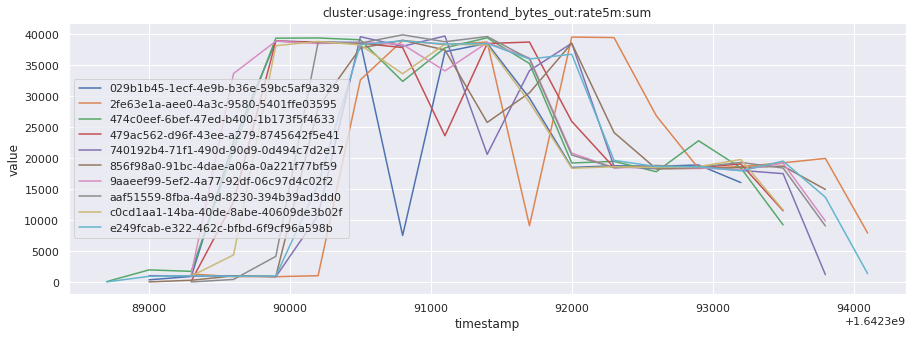 cluster:usage:ingress_frontend_bytes_out:rate5m:sum
40000
35000
30000
25000
20000
15000
10000
5000
0
value
029b1b45-1ecf-4e9b-b36e-59bc5af9a329
2fe63e1a-aee0-4a3c-9580-5401ffe03595
474c0eef-6bef-47ed-b400-1b173f5f4633
479ac562-d96f-43ee-a279-8745642f5e41
740192b4-71f1-490d-90d9-0d494c7d2e17
856f98a0-91bc-4dae-a06a-0a221f77bf59
9aaeef99-5ef2-4a77-92df-06c97d4c02f2
aaf51559-8fba-4a9d-8230-394b39ad3dd0
c0cd1aa1-14ba-40de-8abe-40609de3b02f
e249fcab-e322-462c-bfbd-6f9cf96a598b
89000 90000 91000 92000 93000 94000
timestamp
+1.6423e9